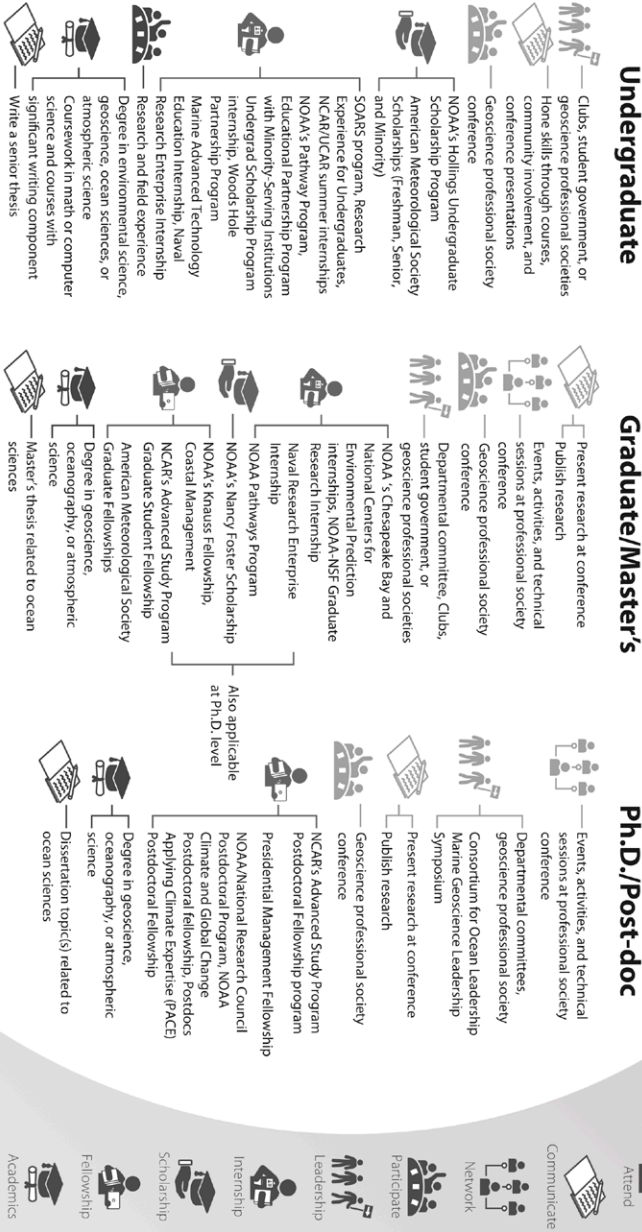 Undergraduate
Clubs, student government, or
geoscience professional societies
Hone skills through courses,
community involvement, and
conference presentations
Geoscience professional society
conference
NOAA's Hollings Undergraduate
Scholarship Program
American Meteorological Society
Scholarships (Freshman, Senior,
and Minority)
SOARS program, Research
Experience for Undergraduates,
NCAR/UCAR summer internships
NOAA's Pathway Program,
Educational Partnership Program
with Minority-Serving Institutions
Undergrad Scholarship Program
internship, Woods Hole
Partnership Program
Marine Advanced Technology
Education Internship, Naval
Research Enterprise Internship
Research and field experience
Degree in environmental science,
geoscience, ocean sciences, or
atmospheric science
Coursework in math or computer
science and courses with
significant writing component
Write a senior thesis
Graduate/Master's
Present research at conference
Publish research
Events, activities, and technical
sessions at professional society
conference
Geoscience professional society
conference
Departmental committee, Clubs,
student government, or
geoscience professional societies
NOAA 's Chesapeake Bay and
National Centers for
Environmental Prediction
internships, NOAA-NSF Graduate
Research Internship
Naval Research Enterprise
Internship
NOAA Pathways Program
NOAA's Nancy Foster Scholarship
NOAA's Knauss Fellowship,
Coastal Management
NCAR's Advanced Study Program
Graduate Student Fellowship
American Meteorological Society
Graduate Fellowships
Degree in geoscience,
oceanography, or atmospheric
science
Master's thesis related to ocean
sciences
Also applicable
at Ph.D. level
Ph.D./Post-doc
Events, activities, and technical
sessions at professional society
conference
Departmental committees,
geoscience professional society
Consortium for Ocean Leadership
Marine Geoscience Leadership
Symposium
Present research at conference
Publish research
Geoscience professional society
conference
NCAR's Advanced Study Program
Postdoctoral Fellowship program
Presidential Management Fellowship
NOAA/National Research Council
Postdoctoral Program, NOAA
Climate and Global Change
Postdoctoral fellowship, Postdocs
Applying Climate Expertise (PACE)
Postdoctoral Fellowship
Degree in geoscience,
oceanography, or atmospheric
science
Dissertation topic(s) related to
ocean sciences
Attend
Communicate
Network
Participate
Leadership
Internship
Scholarship
Fellowship
Academics